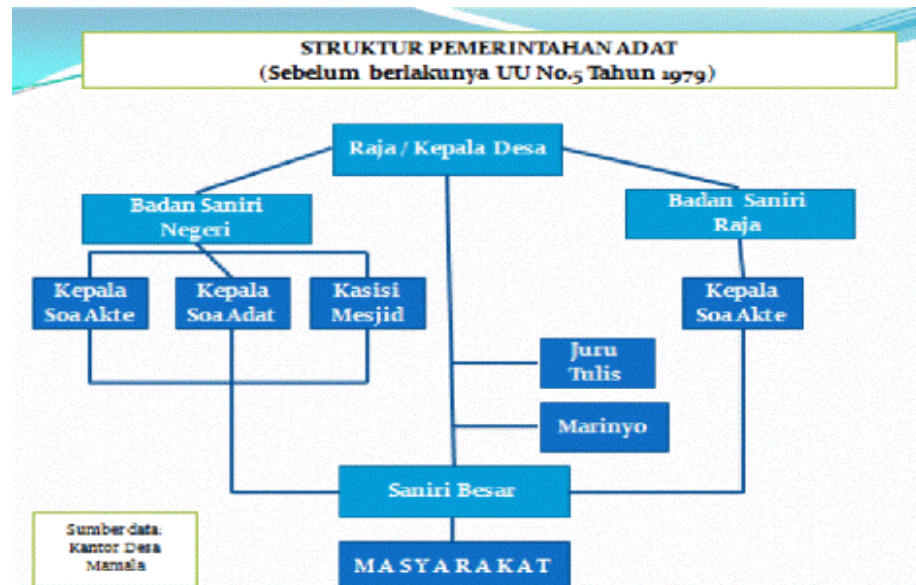 STRUKTUR PEMERINTAHAN ADAT
(Sebelum berlakunya UU No.5 Tahun 1979)
Raja / Kepala Desa
Badan Saniri
Negeri
Badan Saniri
Raja
Kepala
Soa Akte
Kepala
Soa Adat
Kasisi
Mesjid
Kepala
Soa Akte
Juru
Tulis
Marinyo
Saniri Besar
Sumber data:
Kantor Desa
Mamala
MASYARAKAT